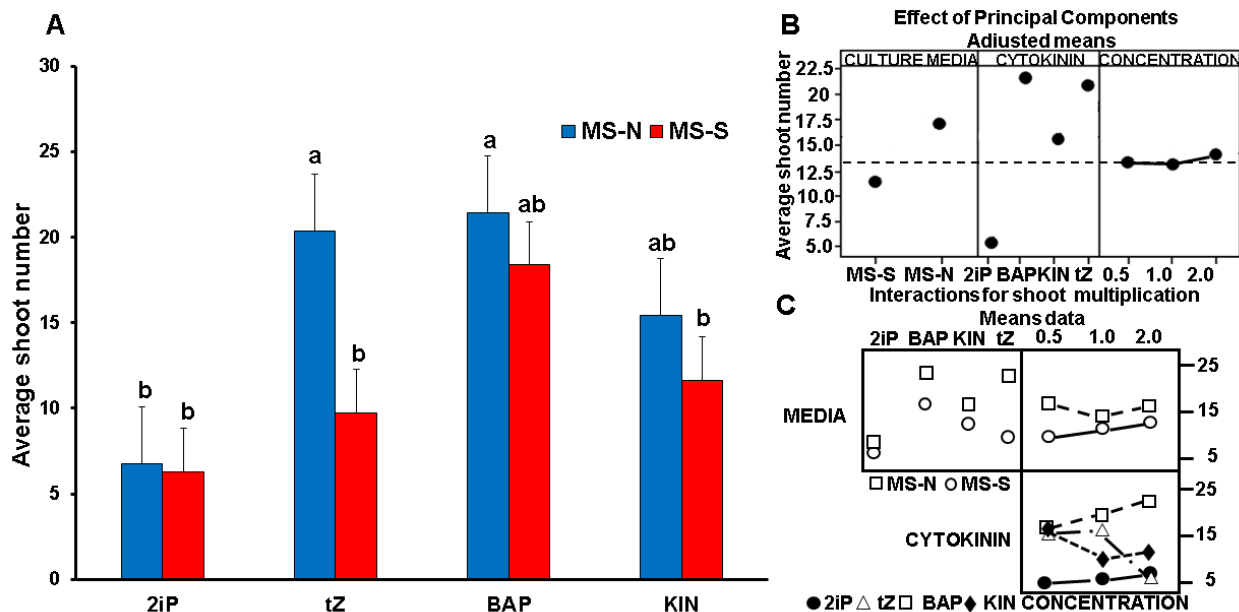 A
30
25
20
15
10
5
0
Average shoot number
MS-N MS-S
b b a b a ab ab b
2iP tZ BAP KIN
B
Effect of Principal Components
Adiusted means
CULTURE MEDIA CYTOKININ CONCENTRATION
22.5
20.0
17.5
15.0
12.5
7.5
5.0
Average shoot number
MS-S MS-N 2iP BAPKIN tZ 0.5 1.0 2.0
C
Interactions for shoot multiplication
Means data
2iP BAP KIN tZ 0.5 1.0 2.0
MEDIA
25
15
5
MS-N MS-S
CYTOKININ
25
15
5
2iP tZ BAP KIN CONCENTRATION